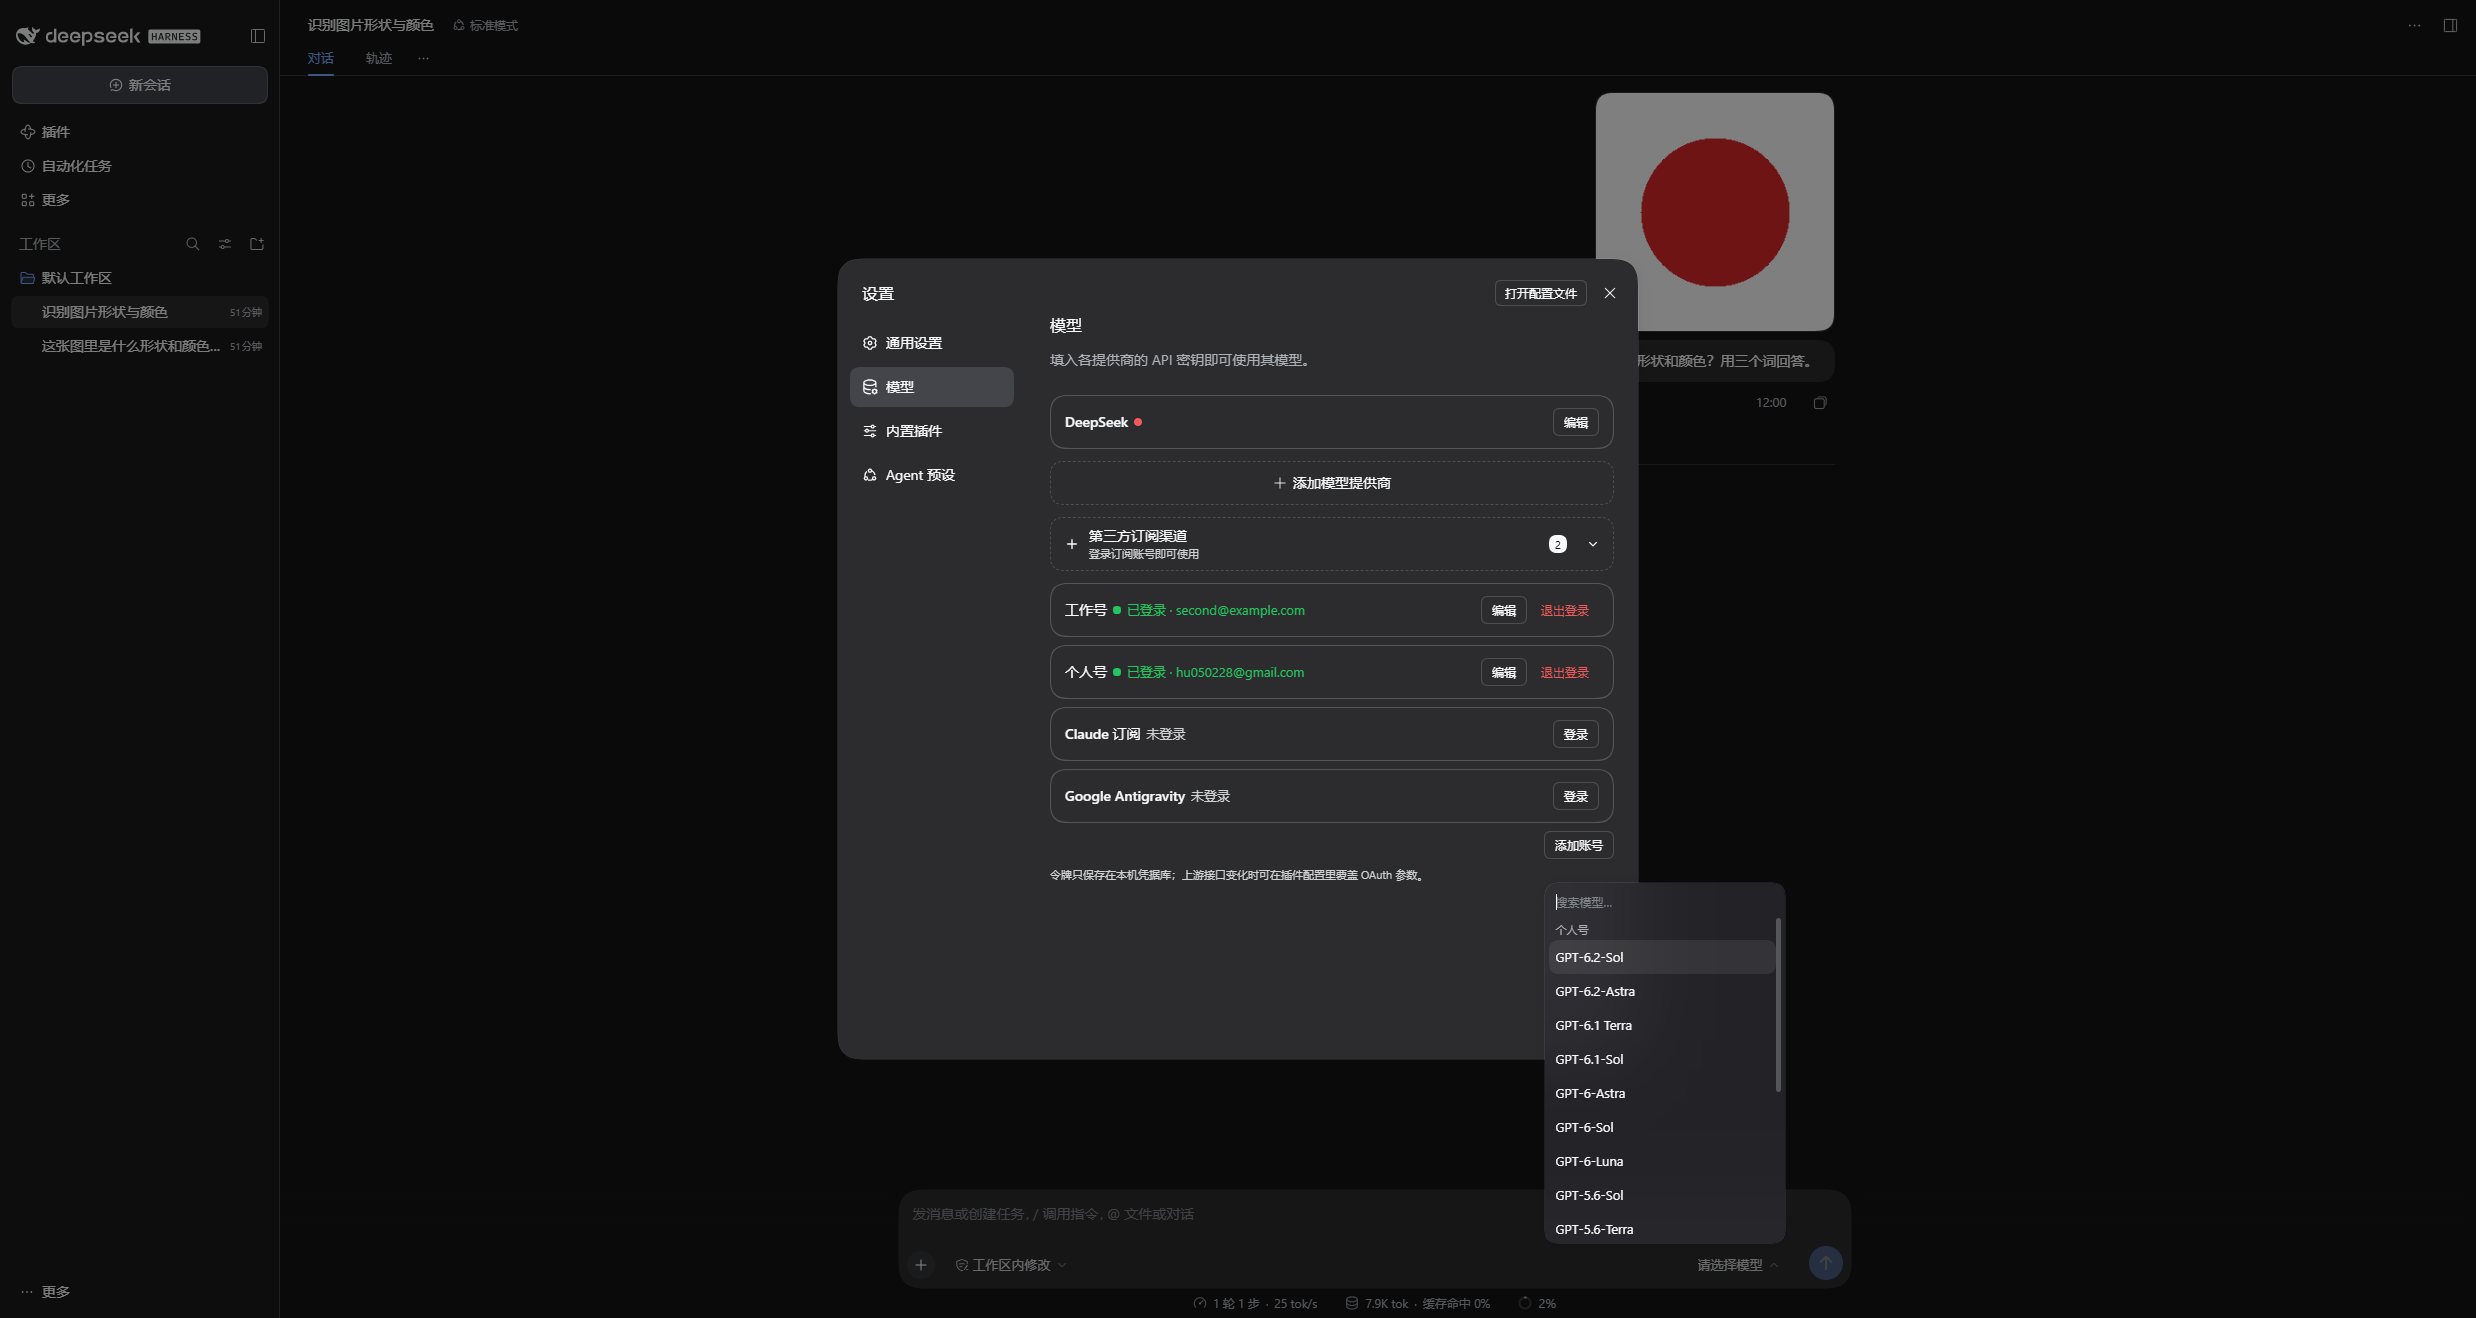 deepseek HARNESS
新会话
插件
自动化任务
更多
工作区
默认工作区
识别图片形状与颜色 51分钟
这张图里是什么形状和颜色... 51分钟
更多
识别图片形状与颜色 标准模式
对话 轨迹 ...
形状和颜色？用三个词回答。
12:00
设置 打开配置文件
通用设置
模型
内置插件
Agent 预设
模型
填入各提供商的 API 密钥即可使用其模型。
DeepSeek 编辑
添加模型提供商
第三方订阅渠道 2
登录订阅账号即可使用
工作号 已登录 · second@example.com 编辑 退出登录
个人号 已登录 · hu050228@gmail.com 编辑 退出登录
Claude 订阅 未登录 登录
Google Antigravity 未登录 登录
添加账号
令牌只保存在本机凭据库；上游接口变化时可在插件配置里覆盖 OAuth 参数。
搜索模型...
个人号
GPT-6.2-Sol
GPT-6.2-Astra
GPT-6.1 Terra
GPT-6.1-Sol
GPT-6-Astra
GPT-6-Sol
GPT-6-Luna
GPT-5.6-Sol
GPT-5.6-Terra
发消息或创建任务, / 调用指令, @ 文件或对话
工作区内修改 请选择模型
1 轮 1 步 · 25 tok/s 7.9K tok · 缓存命中 0% 2%